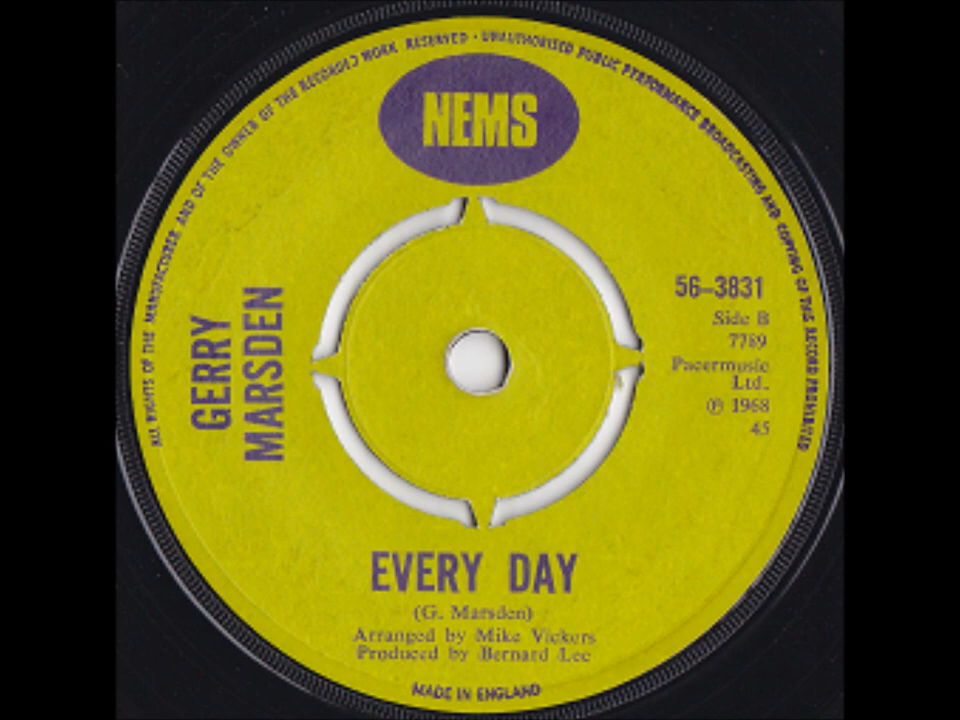 ALL RIGHTS OF THE MANUFACTURER AND OF THE OWNER OF THE RECORDED WORK RESERVED · UNAUTHORISED PUBLIC PERFORMANCE BROADCASTING AND COPYING OF THIS RECORD PROHIBITED
NEMS
GERRY
MARSDEN
56-3831
Side B
7789
Pacermusic
Ltd.
℗ 1968
45
EVERY DAY
(G. Marsden)
Arranged by Mike Vickers
Produced by Bernard Lee
MADE IN ENGLAND